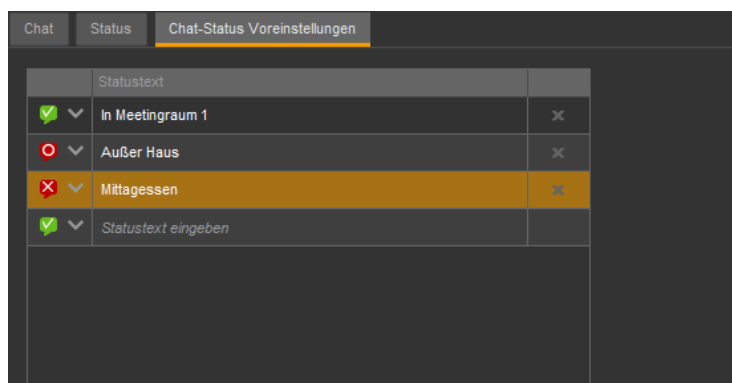 Chat Status Chat-Status Voreinstellungen
Statustext
In Meetingraum 1
Außer Haus
Mittagessen
Statustext eingeben